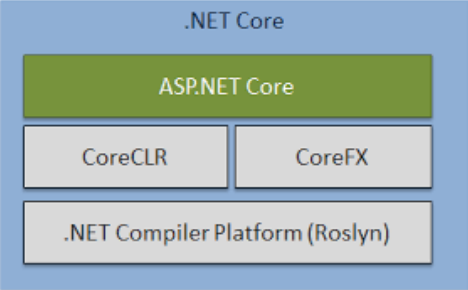 .NET Core
ASP.NET Core
CoreCLR
CoreFX
.NET Compiler Platform (Roslyn)